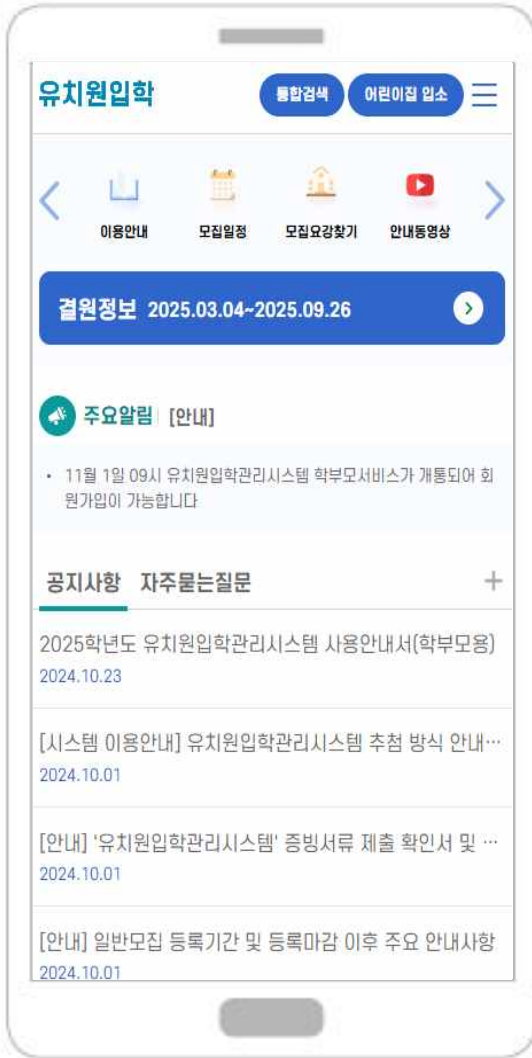 유치원입학
통합검색
어린이집 입소
이용안내
모집일정
모집요강찾기
안내동영상
결원정보 2025.03.04~2025.09.26
주요알림 [안내]
• 11월 1일 09시 유치원입학관리시스템 학부모서비스가 개통되어 회
원가입이 가능합니다
공지사항 자주묻는질문
2025학년도 유치원입학관리시스템 사용안내서(학부모용)
2024.10.23
[시스템 이용안내] 유치원입학관리시스템 추첨 방식 안내…
2024.10.01
[안내] '유치원입학관리시스템' 증빙서류 제출 확인서 및 …
2024.10.01
[안내] 일반모집 등록기간 및 등록마감 이후 주요 안내사항
2024.10.01